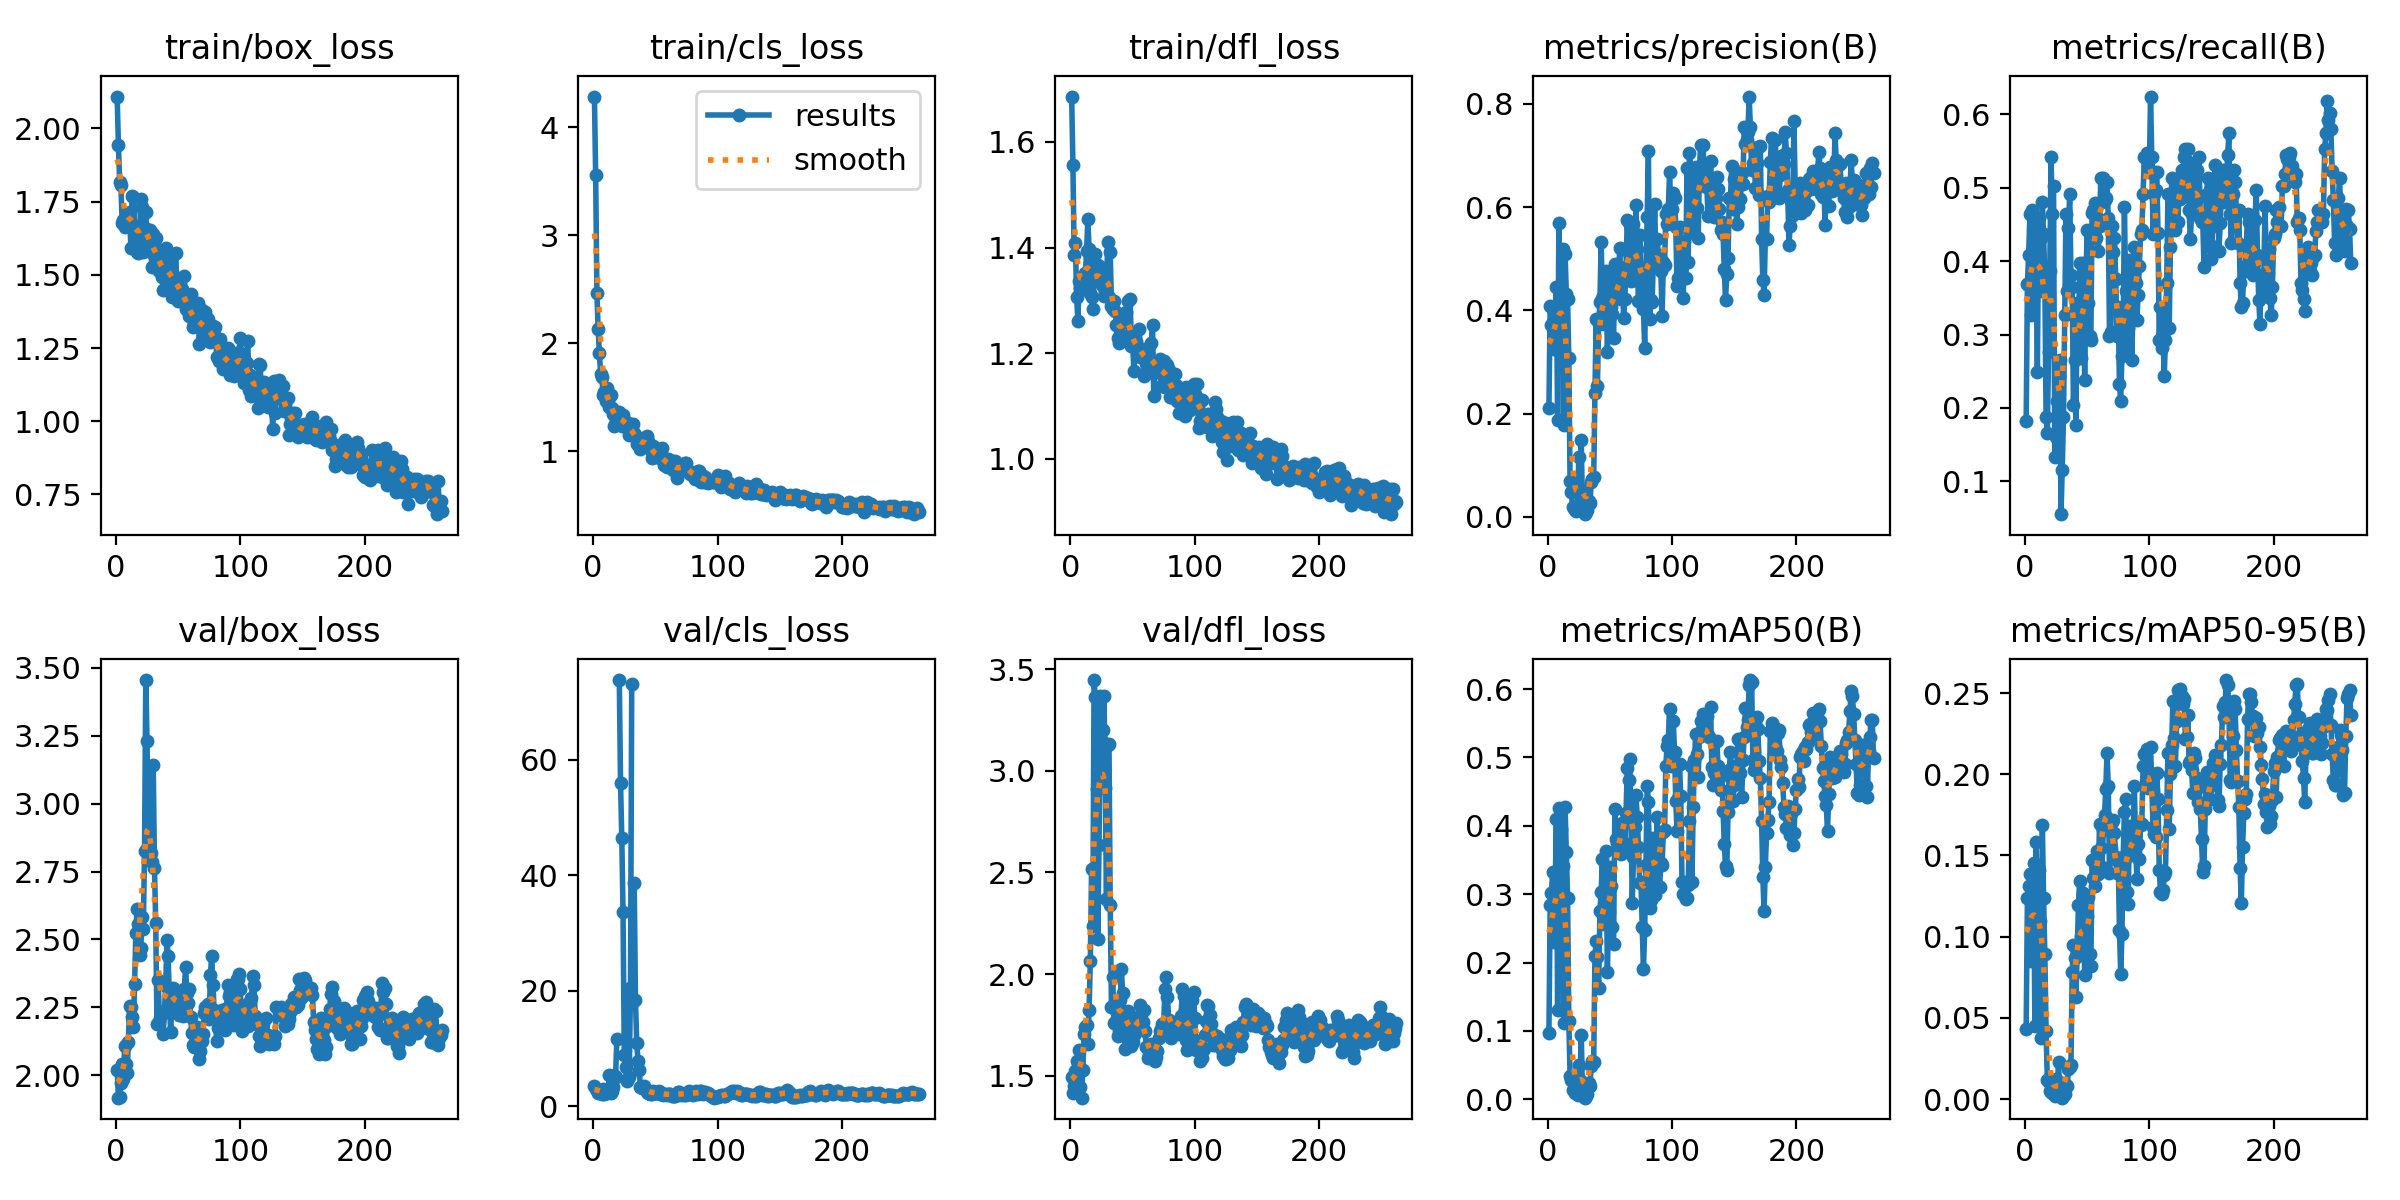 train/box_loss
2.00
1.75
1.50
1.25
1.00
0.75
0 100 200
train/cls_loss
results
smooth
4
3
2
1
0 100 200
train/dfl_loss
1.6
1.4
1.2
1.0
0 100 200
metrics/precision(B)
0.8
0.6
0.4
0.2
0.0
0 100 200
metrics/recall(B)
0.6
0.5
0.4
0.3
0.2
0.1
0 100 200
val/box_loss
3.50
3.25
3.00
2.75
2.50
2.25
2.00
0 100 200
val/cls_loss
60
40
20
0
0 100 200
val/dfl_loss
3.5
3.0
2.5
2.0
1.5
0 100 200
metrics/mAP50(B)
0.6
0.5
0.4
0.3
0.2
0.1
0.0
0 100 200
metrics/mAP50-95(B)
0.25
0.20
0.15
0.10
0.05
0.00
0 100 200